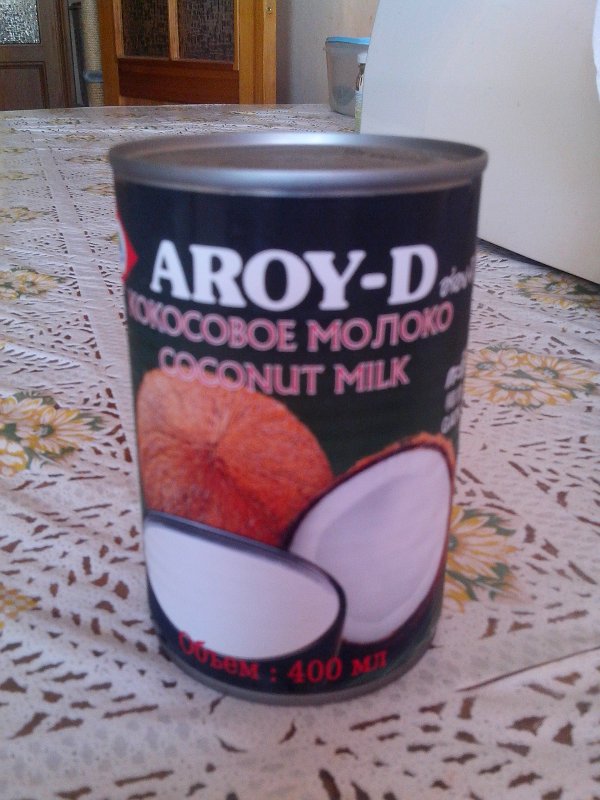 AROY-D
КОКОСОВОЕ МОЛОКО
COCONUT MILK
Объем : 400 мл